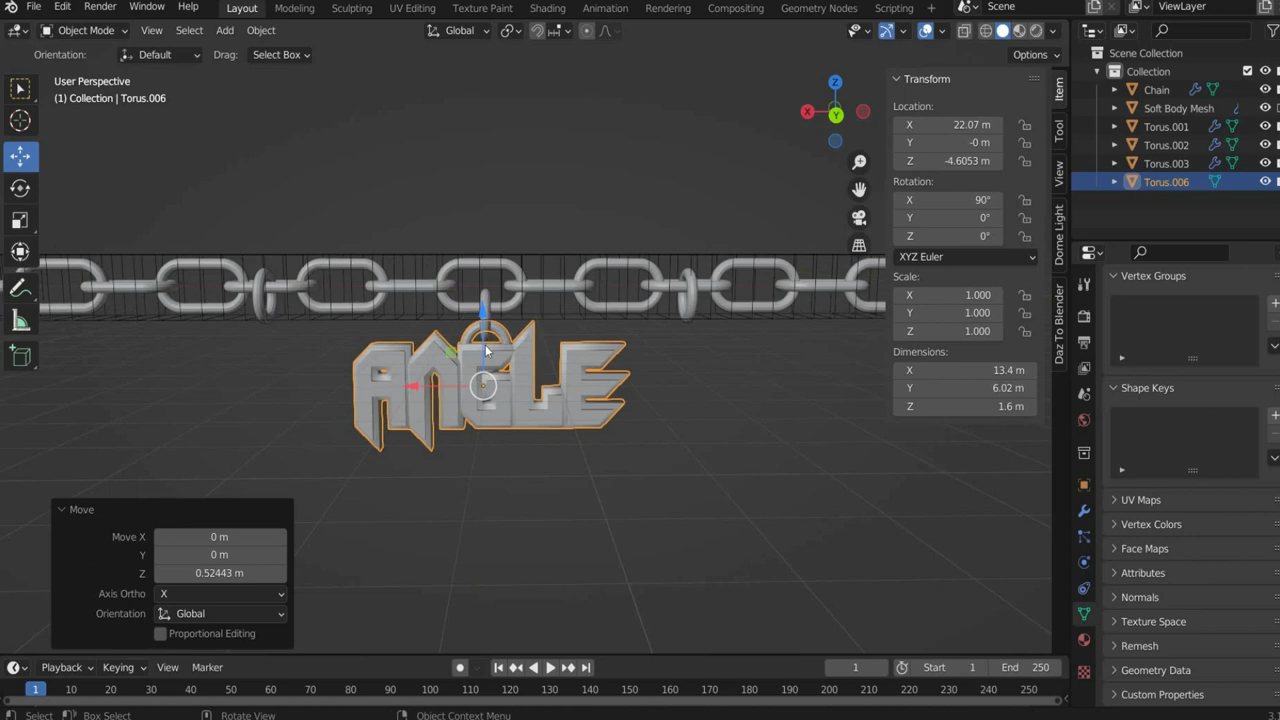 File Edit Render Window Help Layout Modeling Sculpting UV Editing Texture Paint Shading Animation Rendering Compositing Geometry Nodes Scripting + Scene ViewLayer
Object Mode View Select Add Object Global Options
Orientation: Default Drag: Select Box
User Perspective
(1) Collection | Torus.006
Z
X
Y
ANGLE
Move
Move X 0 m
Y 0 m
Z 0.52443 m
Axis Ortho X
Orientation Global
Proportional Editing
Transform
Location:
X 22.07 m
Y -0 m
Z -4.6053 m
Rotation:
X 90°
Y 0°
Z 0°
XYZ Euler
Scale:
X 1.000
Y 1.000
Z 1.000
Dimensions:
X 13.4 m
Y 6.02 m
Z 1.6 m
Item
Tool
View
Dome Light
Daz To Blender
Scene Collection
Collection
Chain
Soft Body Mesh
Torus.001
Torus.002
Torus.003
Torus.006
Vertex Groups
Shape Keys
UV Maps
Vertex Colors
Face Maps
Attributes
Normals
Texture Space
Remesh
Geometry Data
Custom Properties
Playback Keying View Marker 1 Start 1 End 250
1 10 20 30 40 50 60 70 80 90 100 110 120 130 140 150 160 170 180 190 200 210 220 230 240 250
Select Box Select Rotate View Object Context Menu